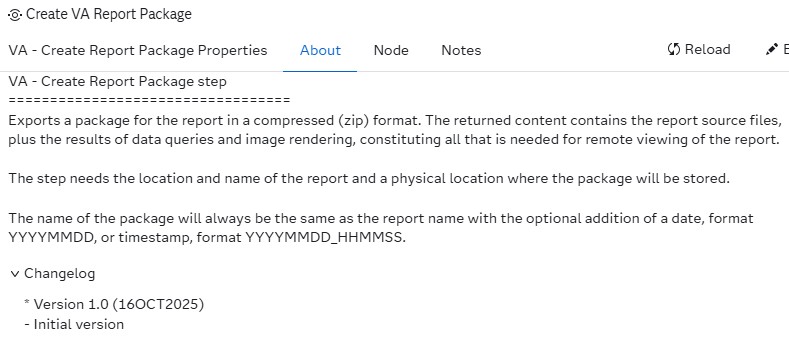 Create VA Report Package
VA - Create Report Package Properties About Node Notes Reload E
VA - Create Report Package step
==================================
Exports a package for the report in a compressed (zip) format. The returned content contains the report source files,
plus the results of data queries and image rendering, constituting all that is needed for remote viewing of the report.
The step needs the location and name of the report and a physical location where the package will be stored.
The name of the package will always be the same as the report name with the optional addition of a date, format
YYYYMMDD, or timestamp, format YYYYMMDD_HHMMSS.
Changelog
* Version 1.0 (16OCT2025)
- Initial version